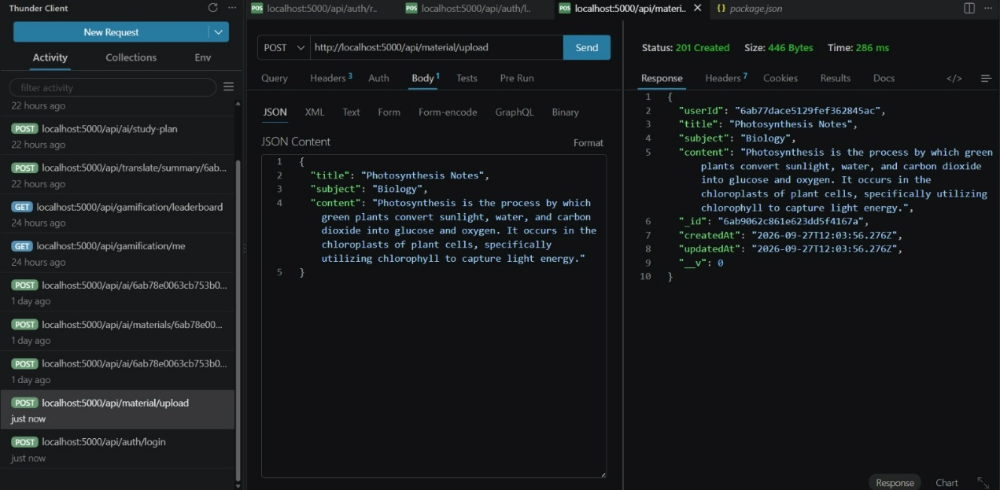 Thunder Client
New Request
Activity Collections Env
filter activity
22 hours ago
POST localhost:5000/api/ai/study-plan
22 hours ago
POST localhost:5000/api/translate/summary/6ab...
22 hours ago
GET localhost:5000/api/gamification/leaderboard
24 hours ago
GET localhost:5000/api/gamification/me
24 hours ago
POST localhost:5000/api/ai/6ab78e0063cb753b0...
1 day ago
POST localhost:5000/api/ai/materials/6ab78e00...
1 day ago
POST localhost:5000/api/ai/6ab78e0063cb753b0...
1 day ago
POST localhost:5000/api/material/upload
just now
POST localhost:5000/api/auth/login
just now
POS localhost:5000/api/auth/r.. POS localhost:5000/api/auth/l.. POS localhost:5000/api/materi.. {} package.json
POST http://localhost:5000/api/material/upload Send
Query Headers 3 Auth Body 1 Tests Pre Run
JSON XML Text Form Form-encode GraphQL Binary
JSON Content Format
1 {
2 "title": "Photosynthesis Notes",
3 "subject": "Biology",
4 "content": "Photosynthesis is the process by which
green plants convert sunlight, water, and carbon
dioxide into glucose and oxygen. It occurs in the
chloroplasts of plant cells, specifically
utilizing chlorophyll to capture light energy."
5 }
Status: 201 Created Size: 446 Bytes Time: 286 ms
Response Headers 7 Cookies Results Docs </>
1 {
2 "userId": "6ab77dace5129fef362845ac",
3 "title": "Photosynthesis Notes",
4 "subject": "Biology",
5 "content": "Photosynthesis is the process by which green
plants convert sunlight, water, and carbon dioxide
into glucose and oxygen. It occurs in the
chloroplasts of plant cells, specifically utilizing
chlorophyll to capture light energy.",
6 "_id": "6ab9062c861e623dd5f4167a",
7 "createdAt": "2026-09-27T12:03:56.276Z",
8 "updatedAt": "2026-09-27T12:03:56.276Z",
9 "__v": 0
10 }
Response Chart